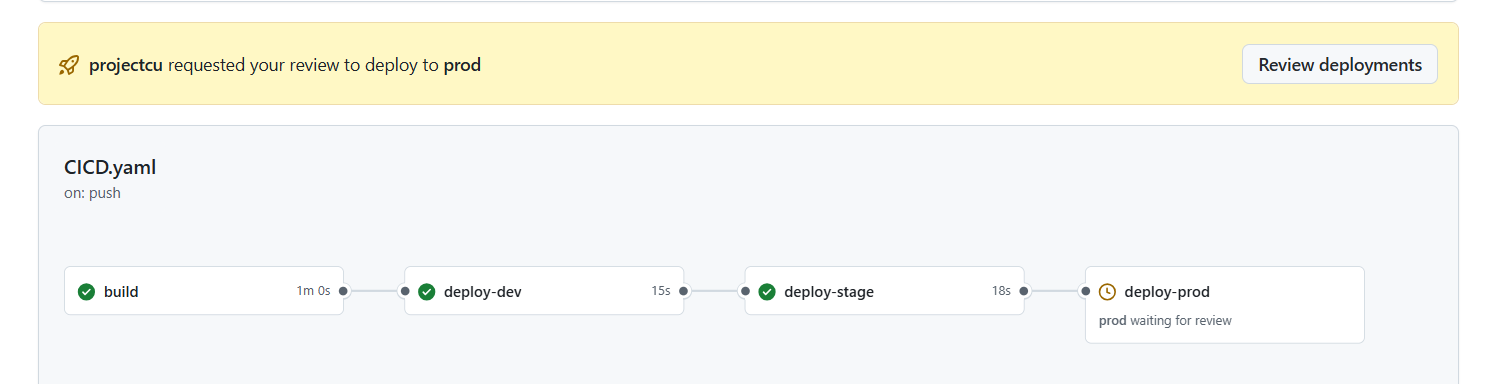 projectcu requested your review to deploy to prod
Review deployments
CICD.yaml
on: push
build 1m 0s
deploy-dev 15s
deploy-stage 18s
deploy-prod
prod waiting for review